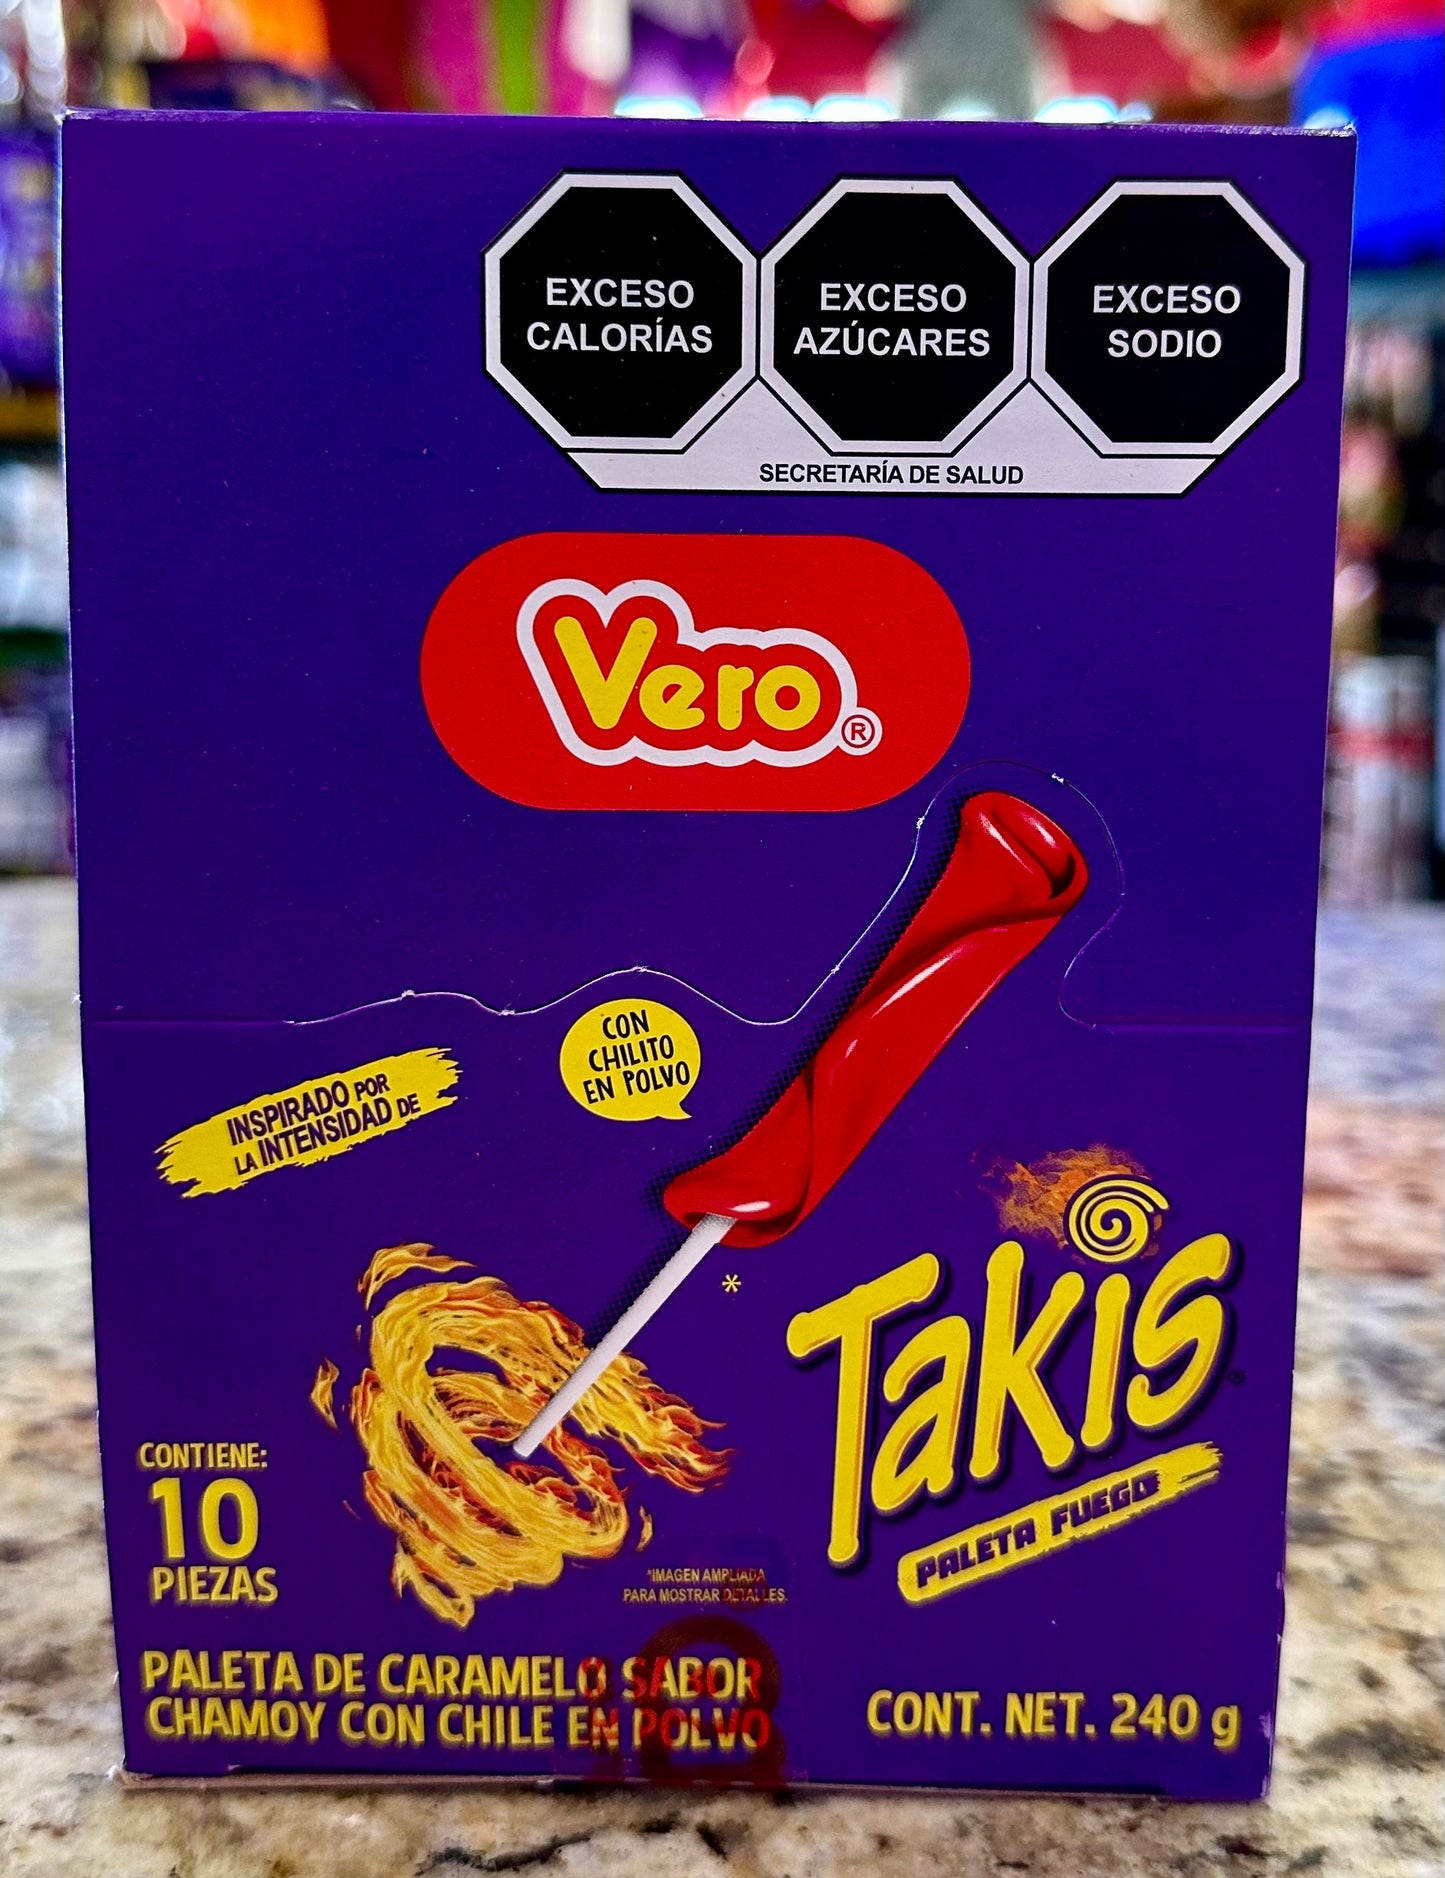 EXCESO
CALORÍAS
EXCESO
AZÚCARES
EXCESO
SODIO
SECRETARÍA DE SALUD
Vero®
CON
CHILITO
EN POLVO
INSPIRADO POR
LA INTENSIDAD DE
*
Takis®
PALETA FUEGO
CONTIENE:
10
PIEZAS
*IMAGEN AMPLIADA
PARA MOSTRAR DETALLES.
PALETA DE CARAMELO SABOR
CHAMOY CON CHILE EN POLVO
CONT. NET. 240 g